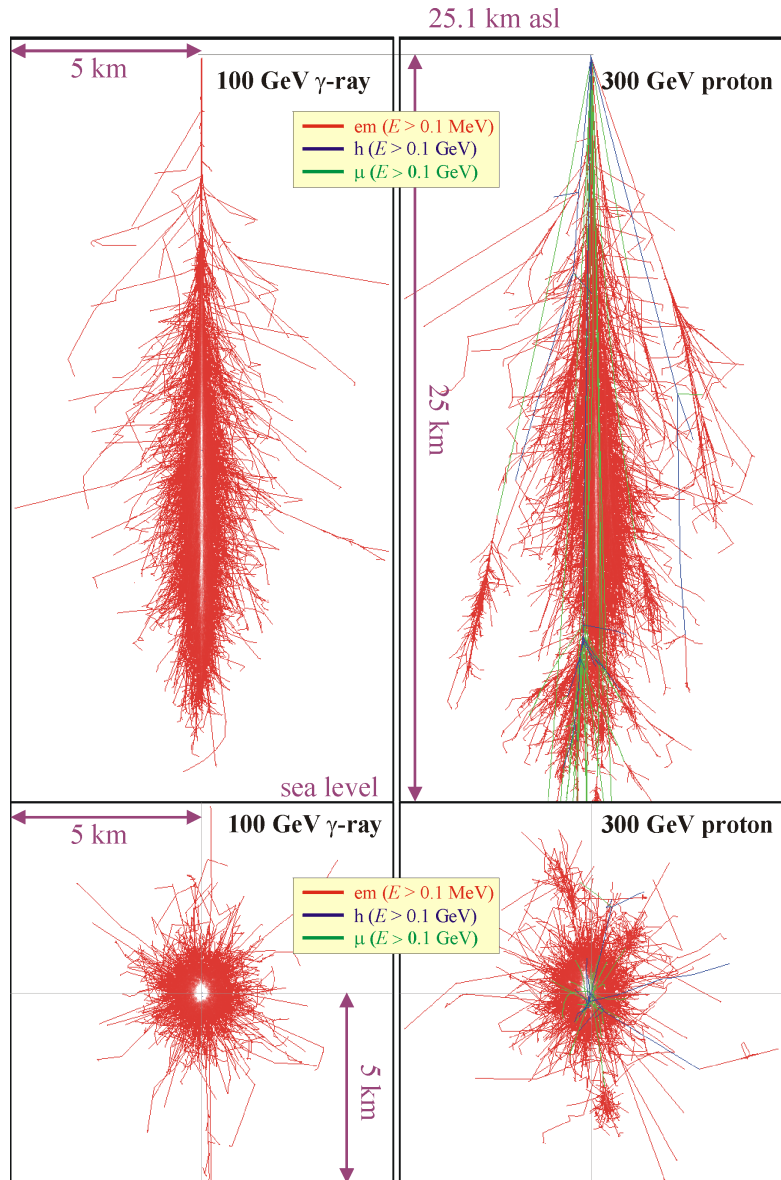 25.1 km asl
5 km
100 GeV γ-ray
300 GeV proton
em (E > 0.1 MeV)
h (E > 0.1 GeV)
μ (E > 0.1 GeV)
25 km
sea level
5 km
100 GeV γ-ray
300 GeV proton
em (E > 0.1 MeV)
h (E > 0.1 GeV)
μ (E > 0.1 GeV)
5 km